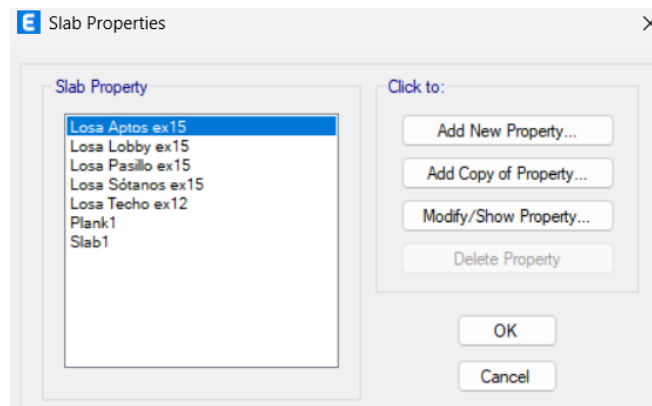 E Slab Properties
Slab Property
Losa Aptos ex15
Losa Lobby ex15
Losa Pasillo ex15
Losa Sótanos ex15
Losa Techo ex12
Plank1
Slab1
Click to:
Add New Property...
Add Copy of Property...
Modify/Show Property...
Delete Property
OK
Cancel